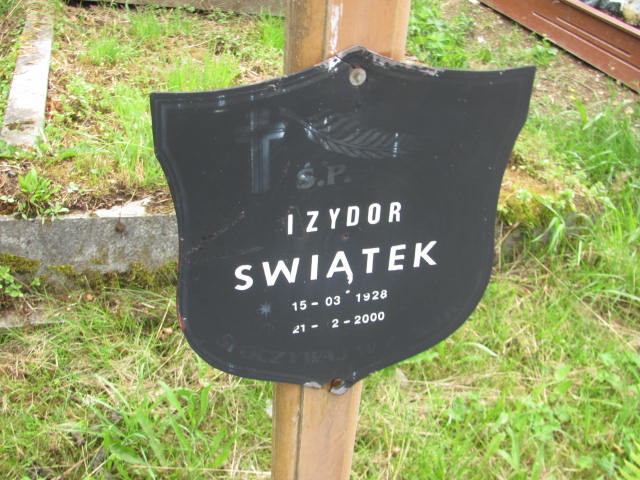 Ś.P.
IZYDOR
SWIĄTEK
15-03-1928
21- 2-2000